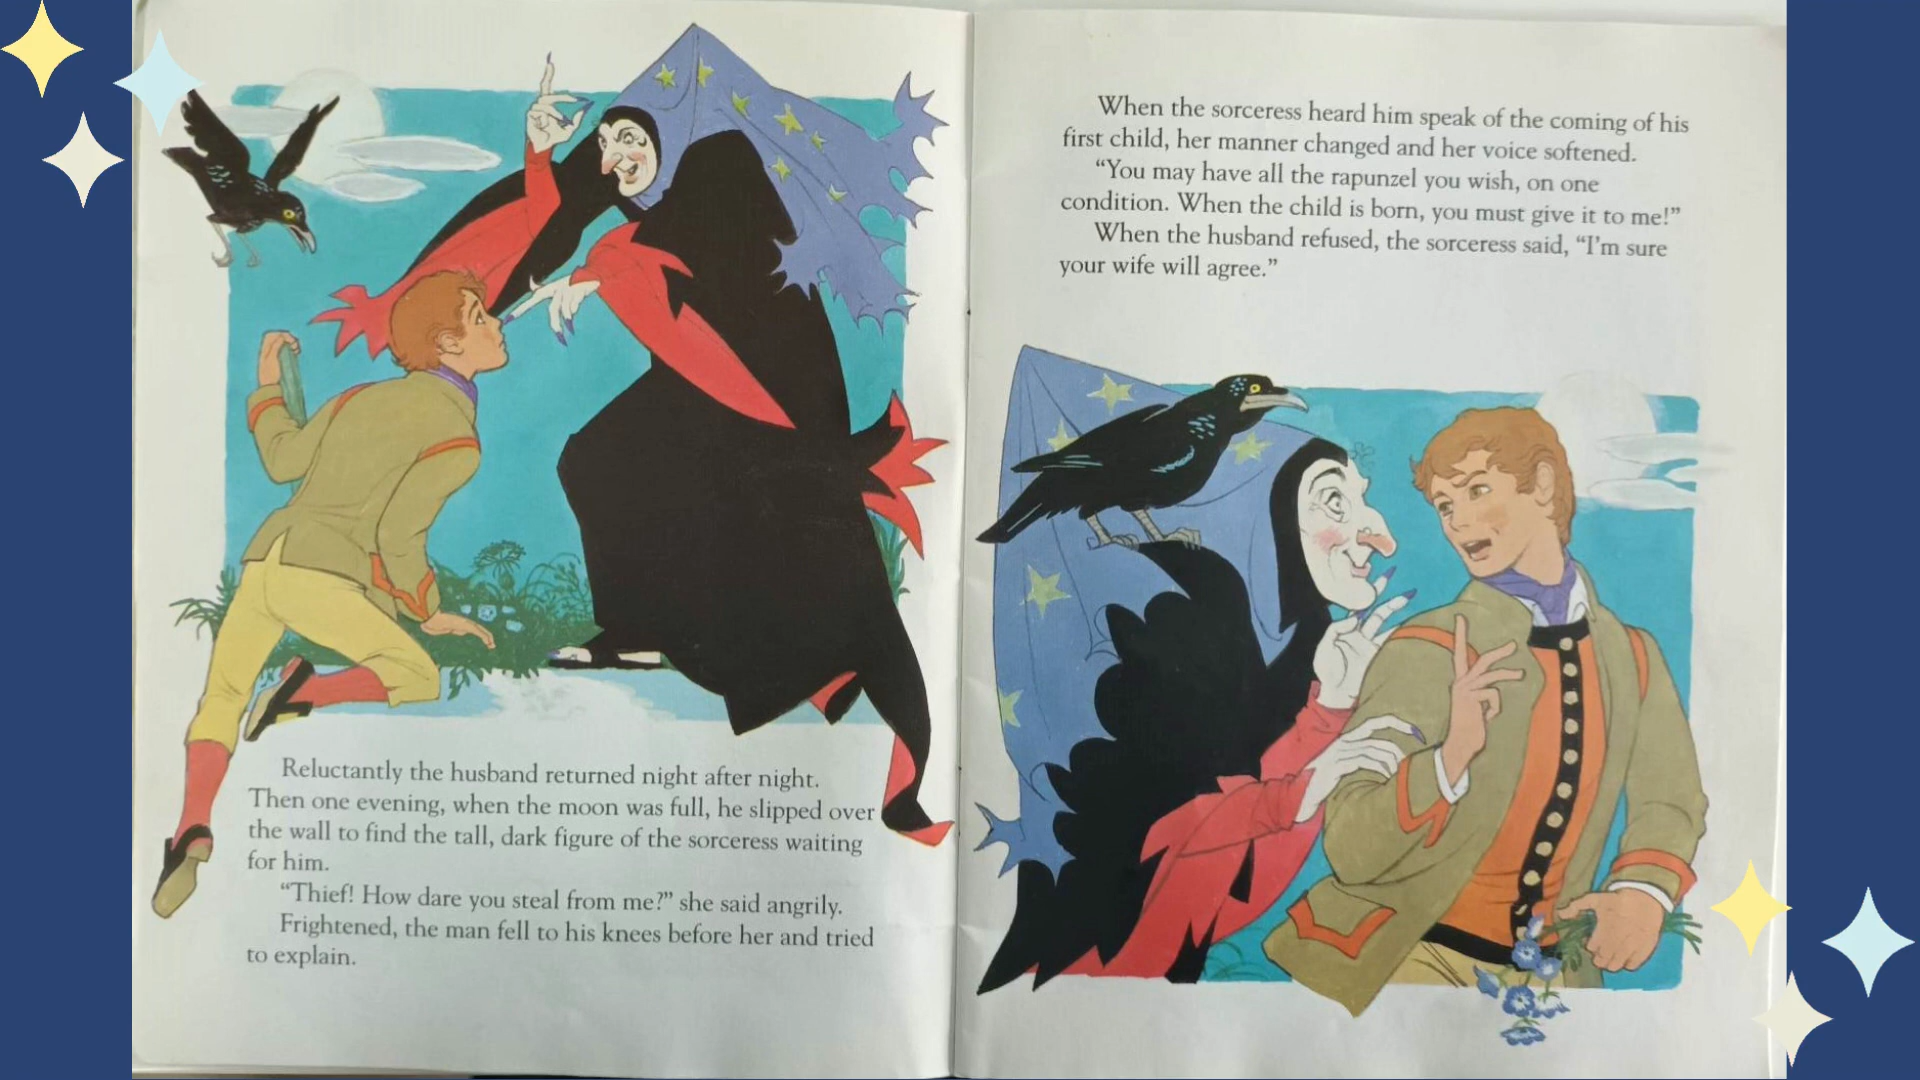 Reluctantly the husband returned night after night.
Then one evening, when the moon was full, he slipped over
the wall to find the tall, dark figure of the sorceress waiting
for him.
“Thief! How dare you steal from me?” she said angrily.
Frightened, the man fell to his knees before her and tried
to explain.
When the sorceress heard him speak of the coming of his
first child, her manner changed and her voice softened.
“You may have all the rapunzel you wish, on one
condition. When the child is born, you must give it to me!”
When the husband refused, the sorceress said, “I’m sure
your wife will agree.”